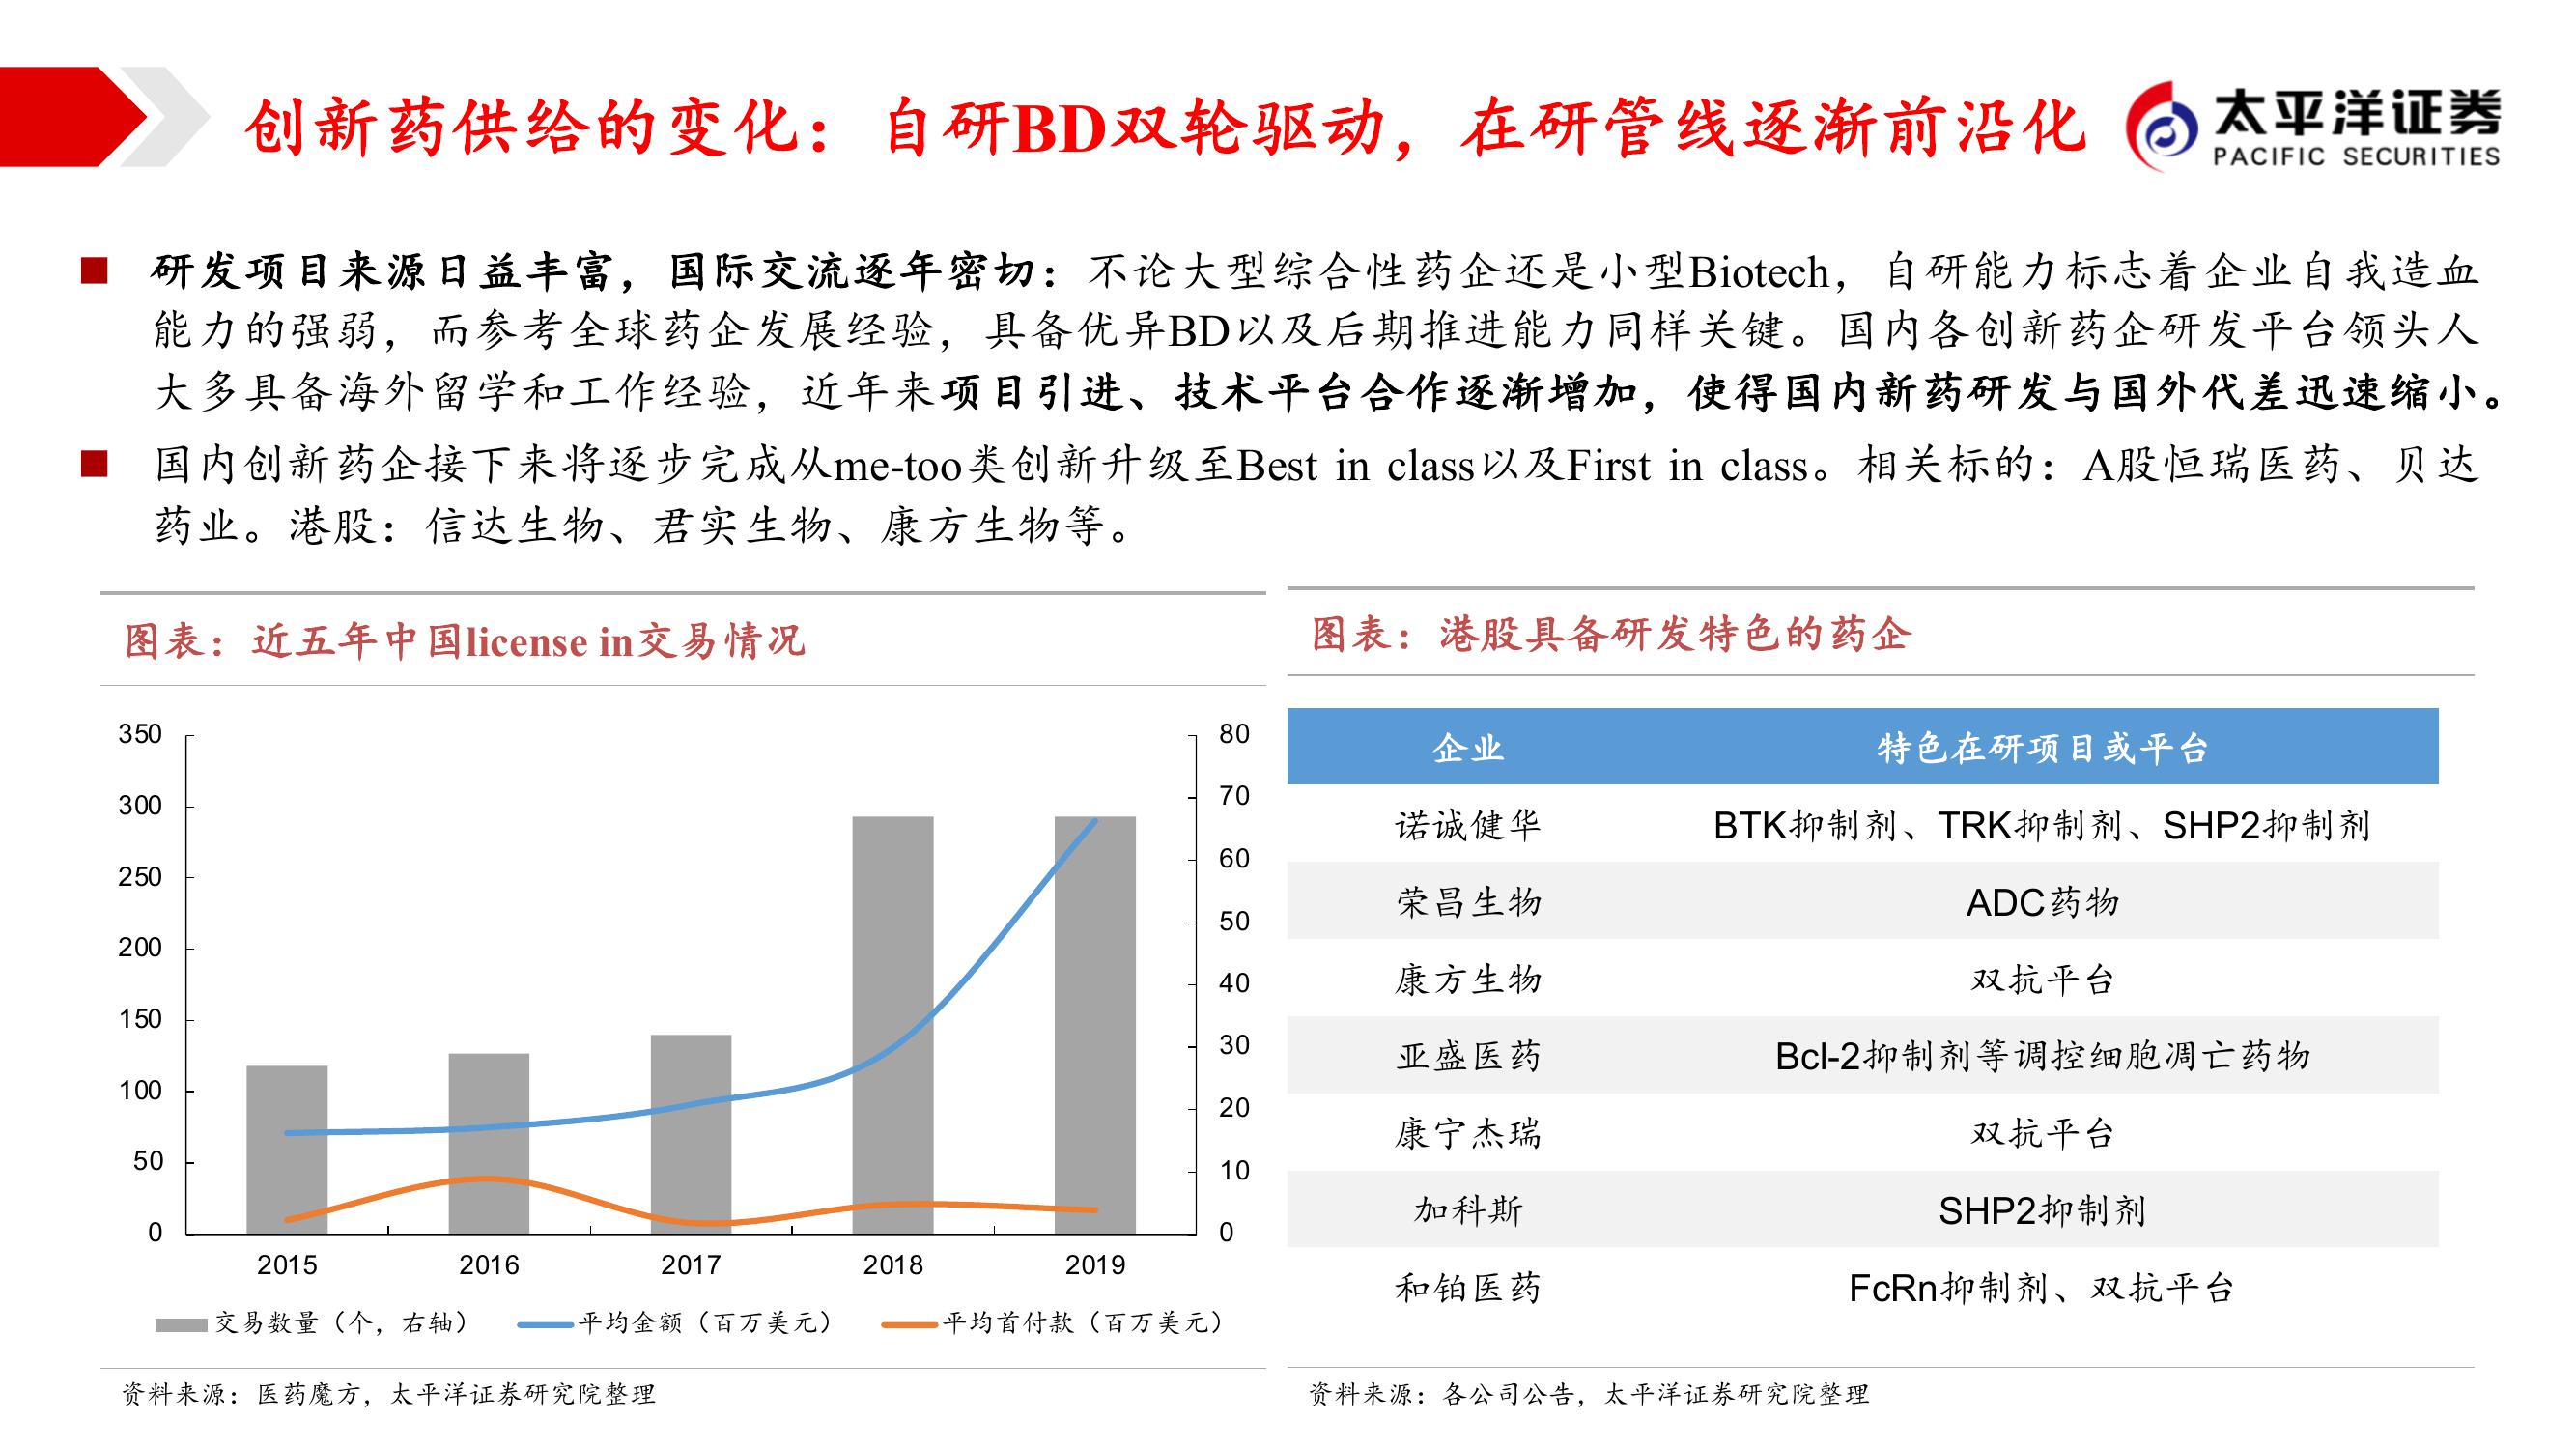 创新药供给的变化：自研BD双轮驱动，在研管线逐渐前沿化
太平洋证券
PACIFIC SECURITIES
研发项目来源日益丰富，国际交流逐年密切：不论大型综合性药企还是小型Biotech，自研能力标志着企业自我造血
能力的强弱，而参考全球药企发展经验，具备优异BD以及后期推进能力同样关键。国内各创新药企研发平台领头人
大多具备海外留学和工作经验，近年来项目引进、技术平台合作逐渐增加，使得国内新药研发与国外代差迅速缩小。
国内创新药企接下来将逐步完成从me-too类创新升级至Best in class以及First in class。相关标的：A股恒瑞医药、贝达
药业。港股：信达生物、君实生物、康方生物等。
图表：近五年中国license in交易情况
350
300
250
200
150
100
50
0
80
70
60
50
40
30
20
10
0
2015 2016 2017 2018 2019
交易数量（个，右轴） 平均金额（百万美元） 平均首付款（百万美元）
资料来源：医药魔方，太平洋证券研究院整理
图表：港股具备研发特色的药企
企业 特色在研项目或平台
诺诚健华 BTK抑制剂、TRK抑制剂、SHP2抑制剂
荣昌生物 ADC药物
康方生物 双抗平台
亚盛医药 Bcl-2抑制剂等调控细胞凋亡药物
康宁杰瑞 双抗平台
加科斯 SHP2抑制剂
和铂医药 FcRn抑制剂、双抗平台
资料来源：各公司公告，太平洋证券研究院整理